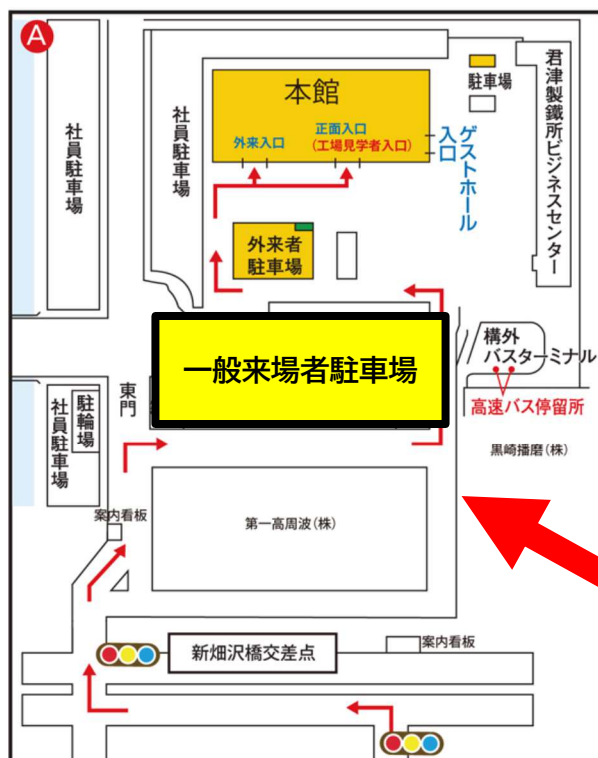 A
社員駐車場
社員駐車場
本館
外来入口
正面入口
(工場見学者入口)
ゲストホール
入口
駐車場
君津製鐵所ビジネスセンター
外来者
駐車場
一般来場者駐車場
構外
バスターミナル
高速バス停留所
黒崎播磨(株)
東門
駐輪場
社員駐車場
案内看板
第一高周波(株)
新畑沢橋交差点
案内看板